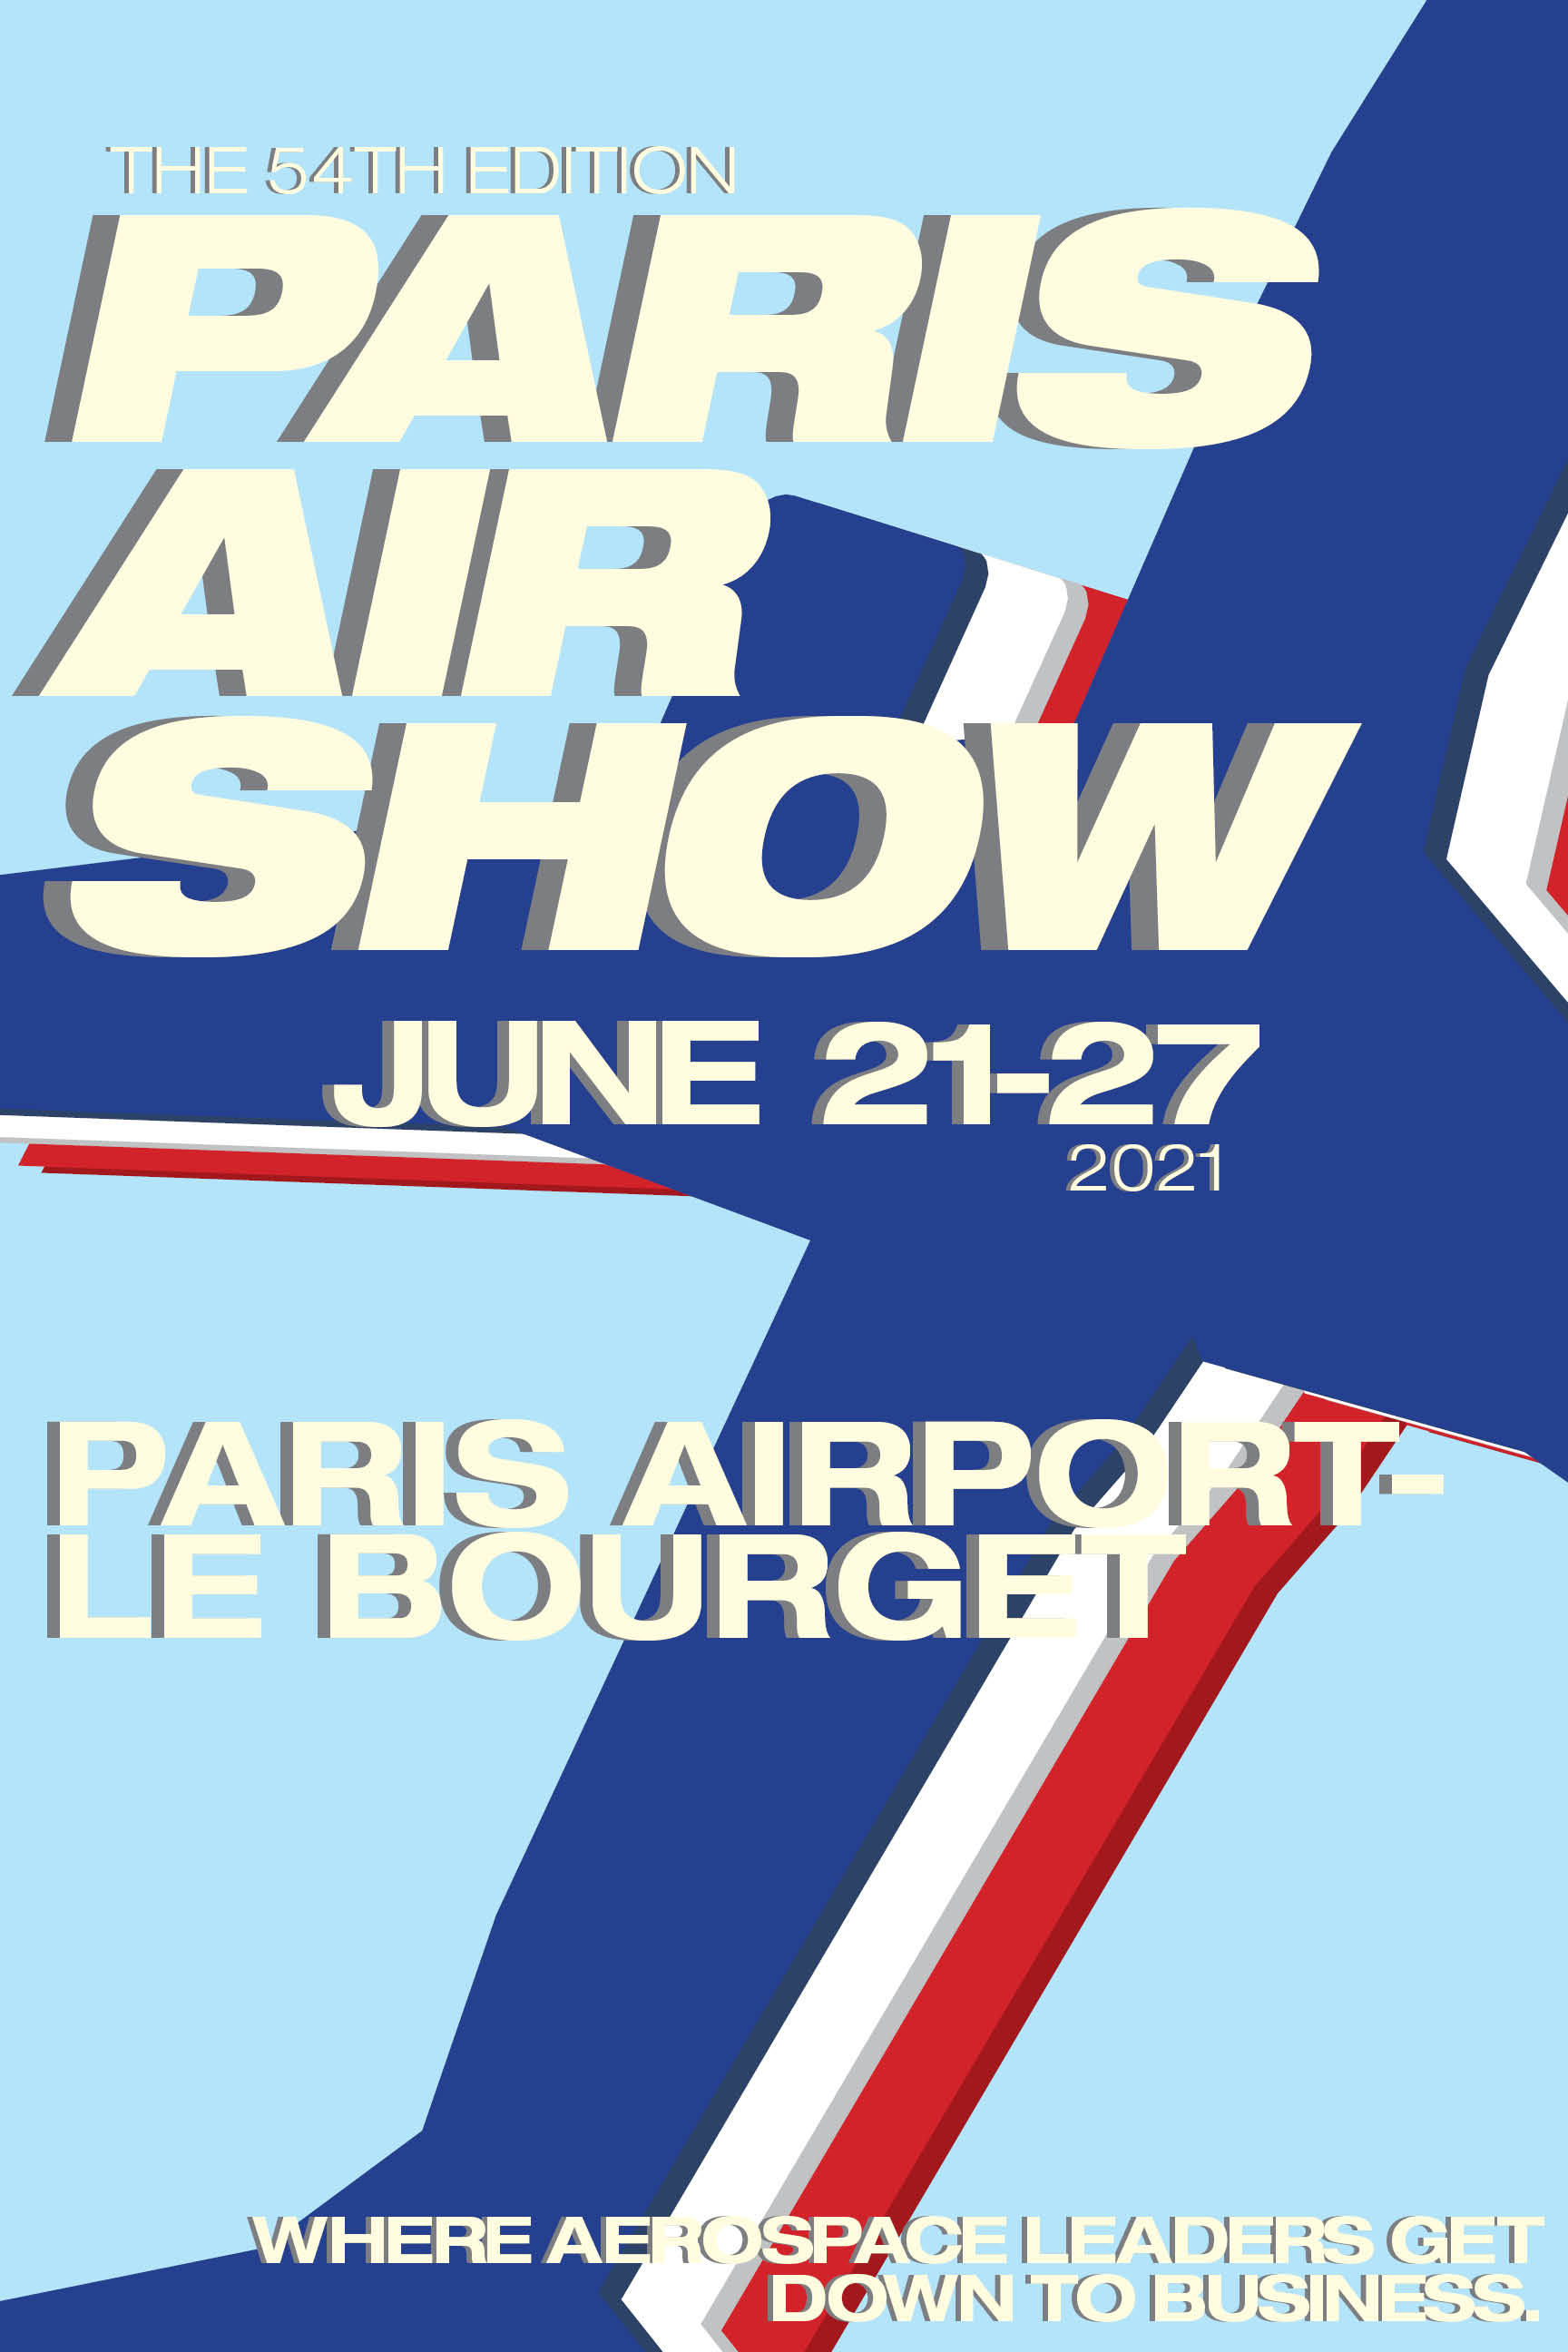 THE 54TH EDITION
PARIS
AIR
SHOW
JUNE 21-27
2021
PARIS AIRPORT-
LE BOURGET
WHERE AEROSPACE LEADERS GET
DOWN TO BUSINESS.